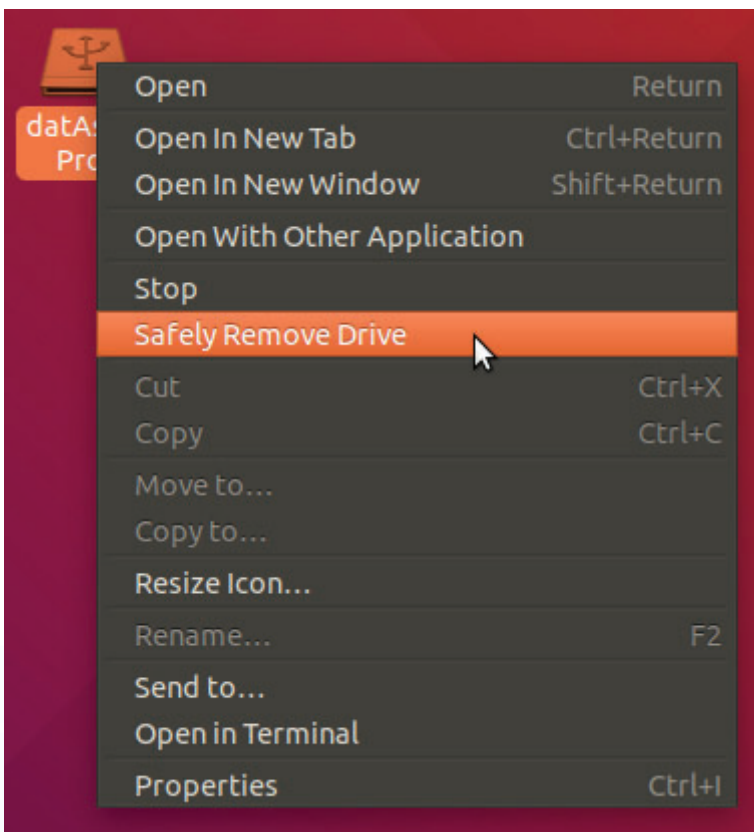 datAs
Pro
Open Return
Open In New Tab Ctrl+Return
Open In New Window Shift+Return
Open With Other Application
Stop
Safely Remove Drive
Cut Ctrl+X
Copy Ctrl+C
Move to...
Copy to...
Resize Icon...
Rename... F2
Send to...
Open in Terminal
Properties Ctrl+I